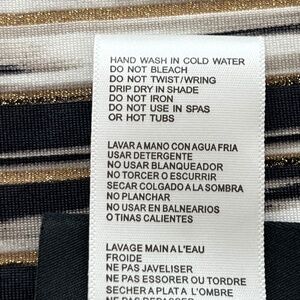 HAND WASH IN COLD WATER
DO NOT BLEACH
DO NOT TWIST/WRING
DRIP DRY IN SHADE
DO NOT IRON
DO NOT USE IN SPAS
OR HOT TUBS
LAVAR A MANO CON AGUA FRIA
USAR DETERGENTE
NO USAR BLANQUEADOR
NO TORCER O ESCURRIR
SECAR COLGADO A LA SOMBRA
NO PLANCHAR
NO USAR EN BALNEARIOS
O TINAS CALIENTES
LAVAGE MAIN A L'EAU
FROIDE
NE PAS JAVELISER
NE PAS ESSORER OU TORDRE
SECHER A PLAT A L'OMBRE
NE PAS REPASSER